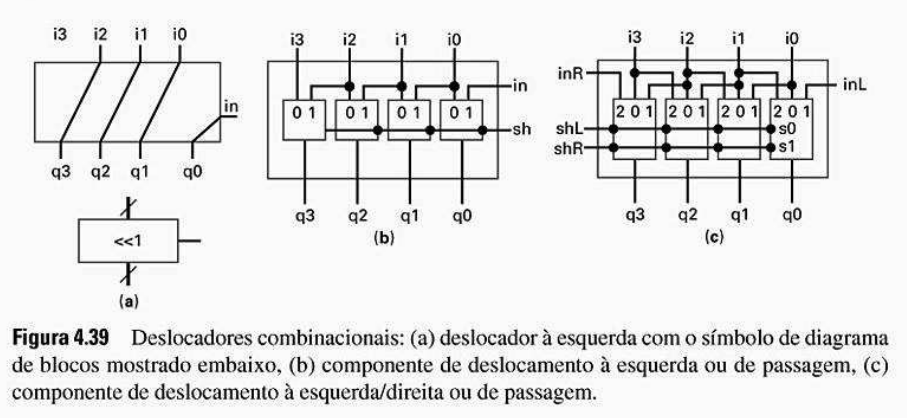 i3 i2 i1 i0
in
q3 q2 q1 q0
<<1
(a)
i3 i2 i1 i0
in
0 1 0 1 0 1 0 1
sh
q3 q2 q1 q0
(b)
i3 i2 i1 i0
inR inL
2 0 1 2 0 1 2 0 1 2 0 1
shL s0
shR s1
q3 q2 q1 q0
(c)
Figura 4.39 Deslocadores combinacionais: (a) deslocador à esquerda com o símbolo de diagrama
de blocos mostrado embaixo, (b) componente de deslocamento à esquerda ou de passagem, (c)
componente de deslocamento à esquerda/direita ou de passagem.